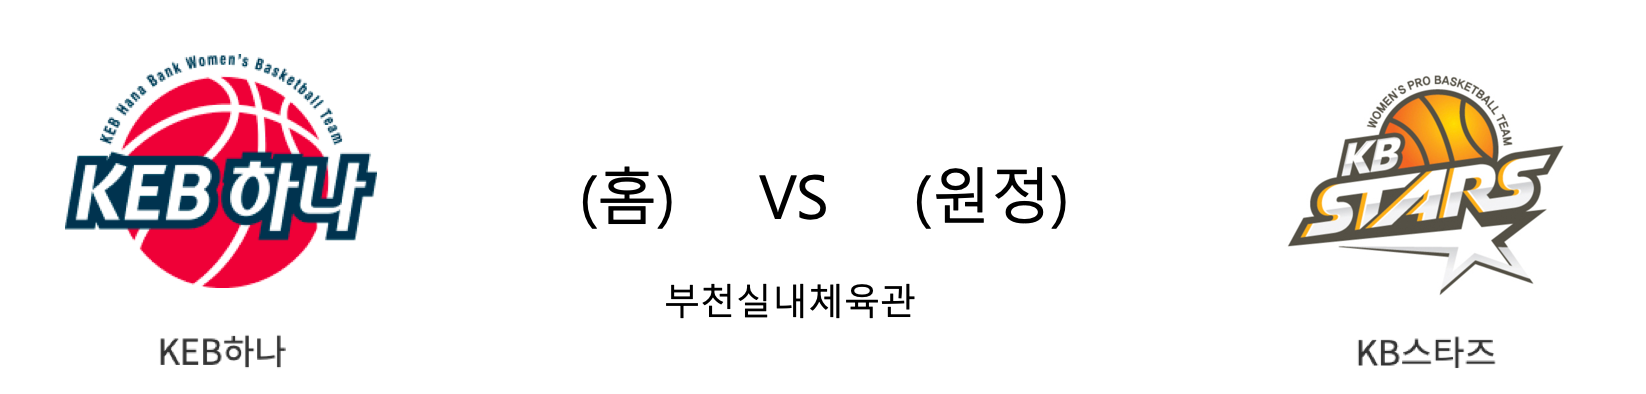 KEB Hana Bank Women's Basketball Team
KEB 하나
KEB하나
(홈) VS (원정)
부천실내체육관
WOMEN'S PRO BASKETBALL TEAM
KB
STARS
KB스타즈